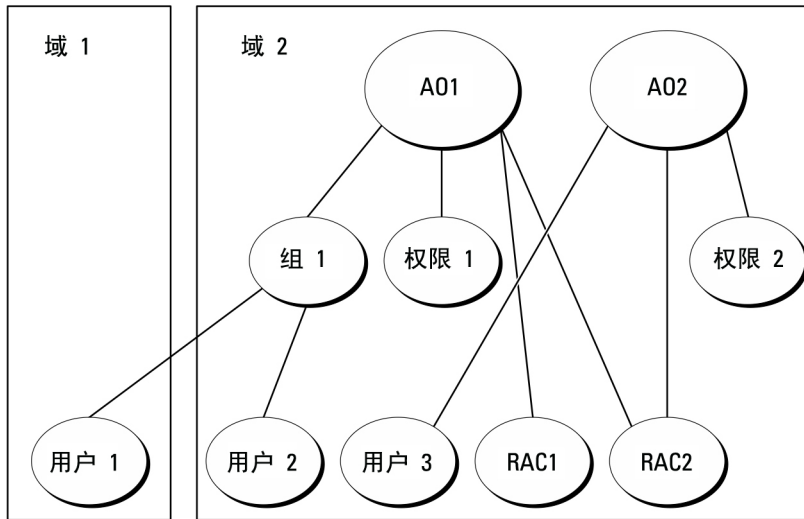 域 1
域 2
AO1
AO2
组 1
权限 1
权限 2
用户 1
用户 2
用户 3
RAC1
RAC2